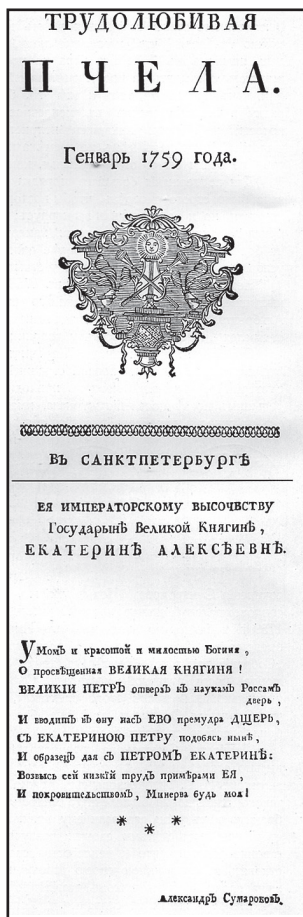 ТРУДОЛЮБИВАЯ
ПЧЕЛА.
Генварь 1759 года.
ВЪ САНКТПЕТЕРБУРГѢ
ЕЯ ИМПЕРАТОРСКОМУ ВЫСОЧЕСТВУ
Государынѣ Великой Княгинѣ,
ЕКАТЕРИНѢ АЛЕКСѢЕВНѢ.
УМомъ и красотой и милостью Богиня,
О просвѣщенная ВЕЛИКАЯ КНЯГИНЯ!
ВЕЛИКІИ ПЕТРЪ отверзъ къ наукамъ Россамъ
дверь,
И вводитъ въ ону насъ ЕВО премудра ДЩЕРЬ,
СЪ ЕКАТЕРИНОЮ ПЕТРУ подобясь нынѣ,
И образецъ дая съ ПЕТРОМЪ ЕКАТЕРИНѢ:
Возвысь сей низкій трудъ примѣрами ЕЯ,
И покровительствомъ, Минерва будь моя!
* * *
Александръ Сумароковъ.